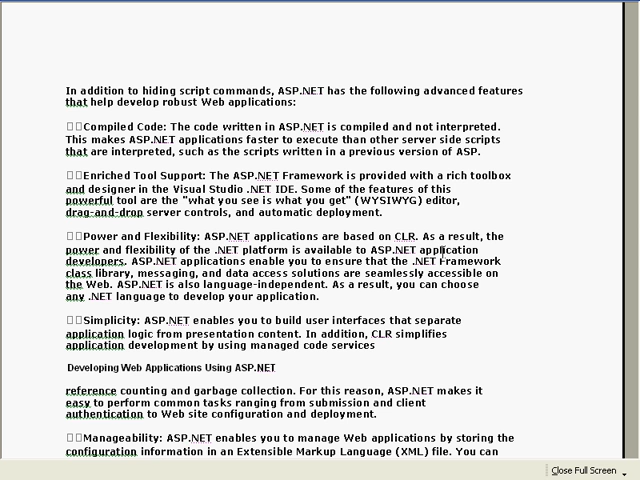 In addition to hiding script commands, ASP.NET has the following advanced features
that help develop robust Web applications:
□□Compiled Code: The code written in ASP.NET is compiled and not interpreted.
This makes ASP.NET applications faster to execute than other server side scripts
that are interpreted, such as the scripts written in a previous version of ASP.
□□Enriched Tool Support: The ASP.NET Framework is provided with a rich toolbox
and designer in the Visual Studio .NET IDE. Some of the features of this
powerful tool are the "what you see is what you get" (WYSIWYG) editor,
drag-and-drop server controls, and automatic deployment.
□□Power and Flexibility: ASP.NET applications are based on CLR. As a result, the
power and flexibility of the .NET platform is available to ASP.NET application
developers. ASP.NET applications enable you to ensure that the .NET Framework
class library, messaging, and data access solutions are seamlessly accessible on
the Web. ASP.NET is also language-independent. As a result, you can choose
any .NET language to develop your application.
□□Simplicity: ASP.NET enables you to build user interfaces that separate
application logic from presentation content. In addition, CLR simplifies
application development by using managed code services
Developing Web Applications Using ASP.NET
reference counting and garbage collection. For this reason, ASP.NET makes it
easy to perform common tasks ranging from submission and client
authentication to Web site configuration and deployment.
□□Manageability: ASP.NET enables you to manage Web applications by storing the
configuration information in an Extensible Markup Language (XML) file. You can
Close Full Screen